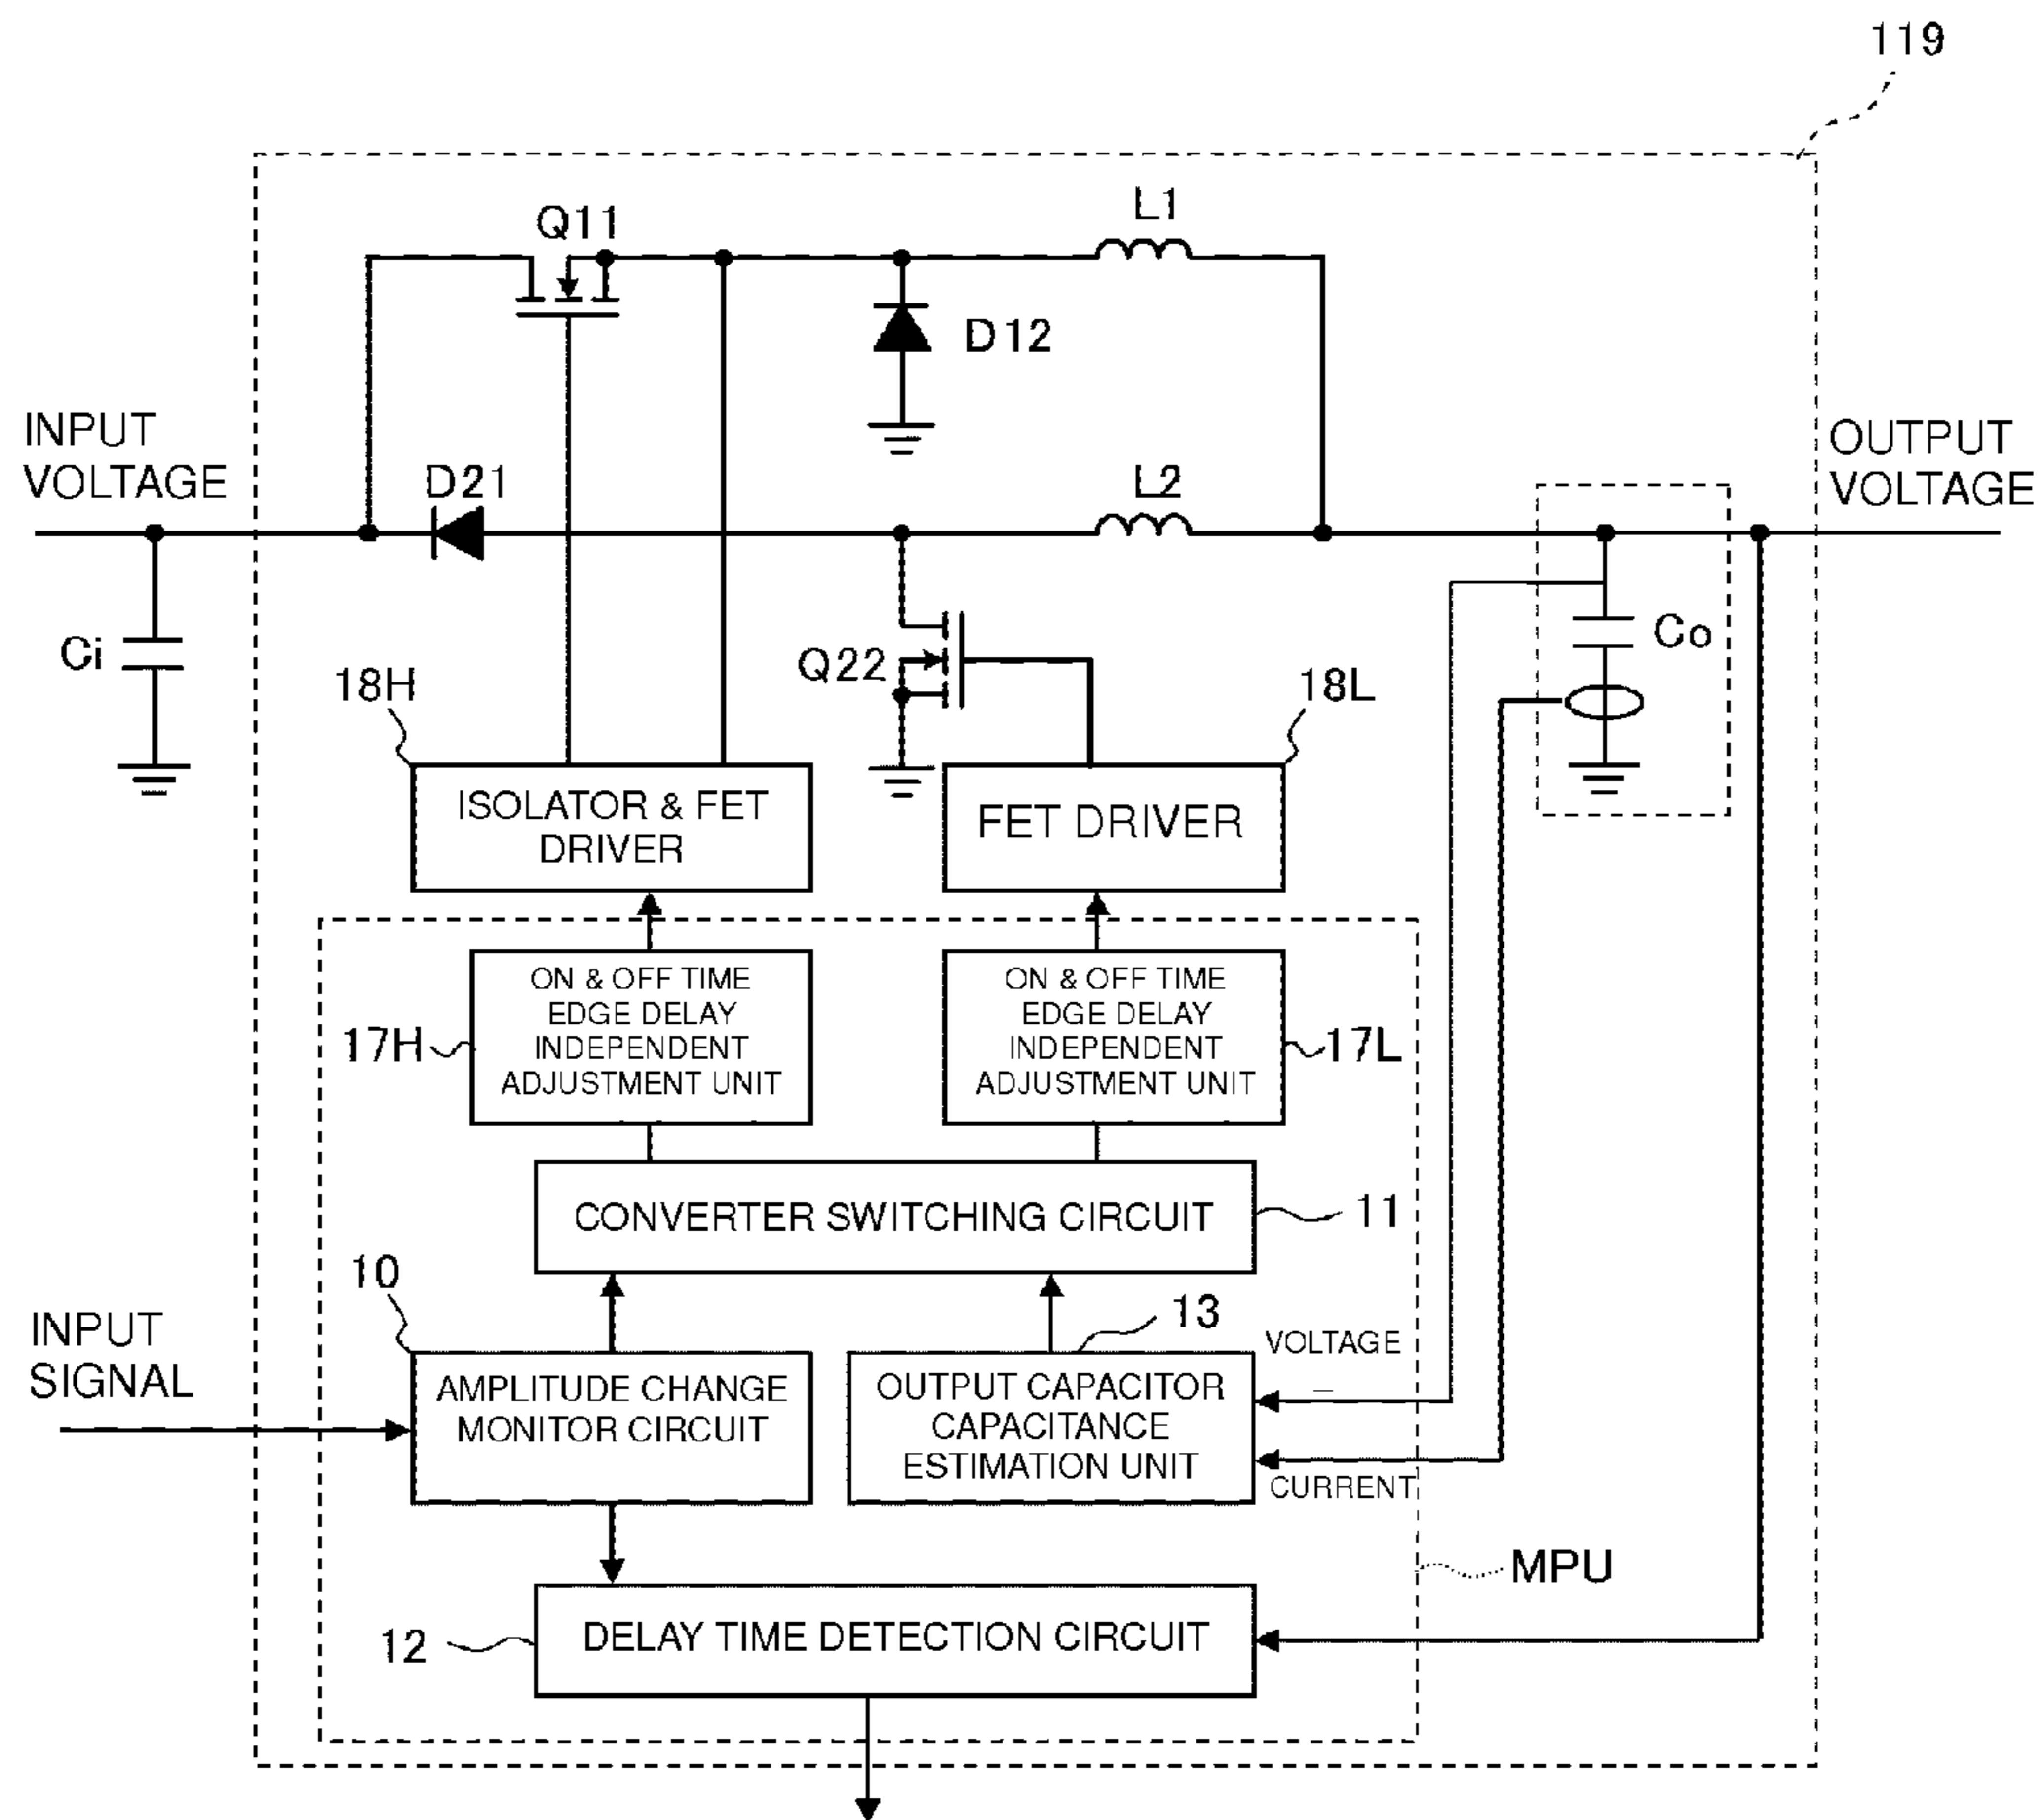 119
Q11
L1
D12
INPUT
VOLTAGE
D21
L2
OUTPUT
VOLTAGE
Ci
Q22
Co
18H
18L
ISOLATOR & FET
DRIVER
FET DRIVER
17H
ON & OFF TIME
EDGE DELAY
INDEPENDENT
ADJUSTMENT UNIT
ON & OFF TIME
EDGE DELAY
INDEPENDENT
ADJUSTMENT UNIT
17L
CONVERTER SWITCHING CIRCUIT
11
10
13
INPUT
SIGNAL
AMPLITUDE CHANGE
MONITOR CIRCUIT
OUTPUT CAPACITOR
CAPACITANCE
ESTIMATION UNIT
VOLTAGE
CURRENT
MPU
12
DELAY TIME DETECTION CIRCUIT